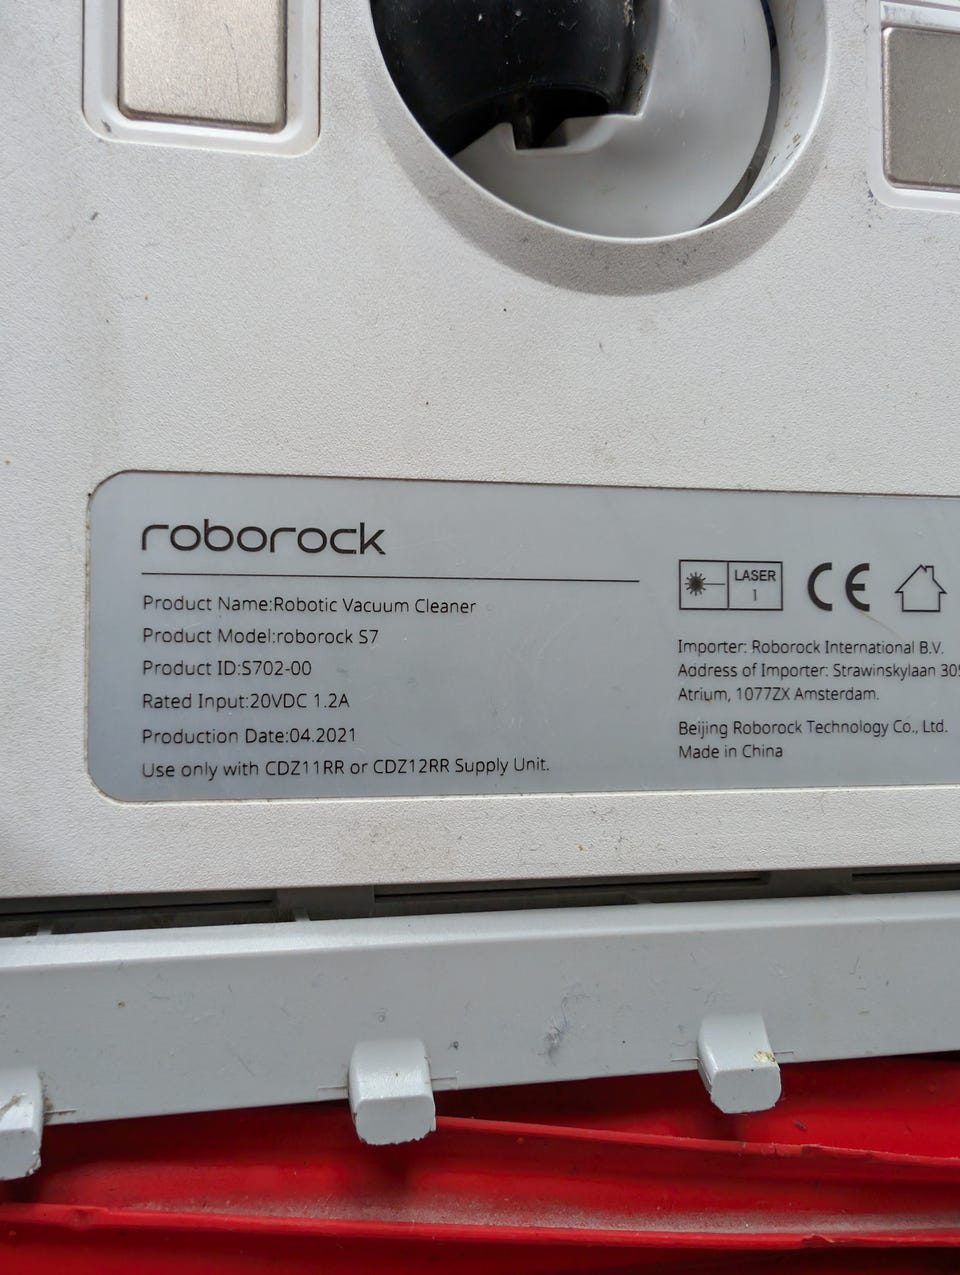 roborock
Product Name:Robotic Vacuum Cleaner
Product Model:roborock S7
Product ID:S702-00
Rated Input:20VDC 1.2A
Production Date:04.2021
Use only with CDZ11RR or CDZ12RR Supply Unit.
LASER
1
CE
Importer: Roborock International B.V.
Address of Importer: Strawinskylaan
Atrium, 1077ZX Amsterdam.
Beijing Roborock Technology Co., Ltd.
Made in China